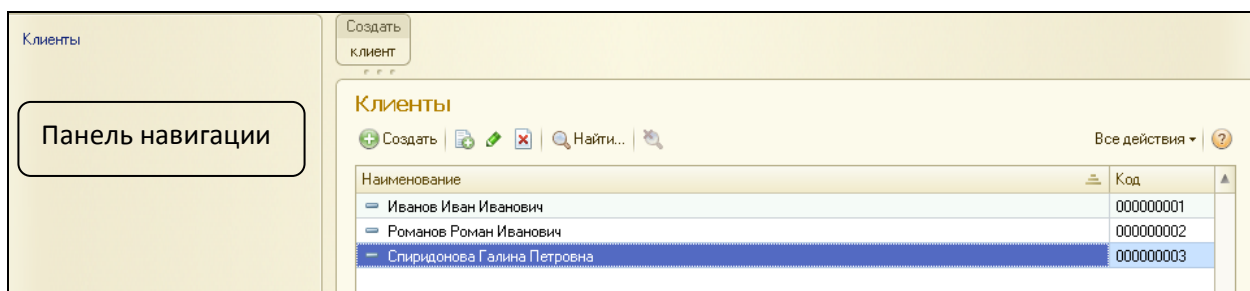 Клиенты
Панель навигации
Создать
клиент
Клиенты
Создать Найти... Все действия
Наименование Код
Иванов Иван Иванович 000000001
Романов Роман Иванович 000000002
Спиридонова Галина Петровна 000000003